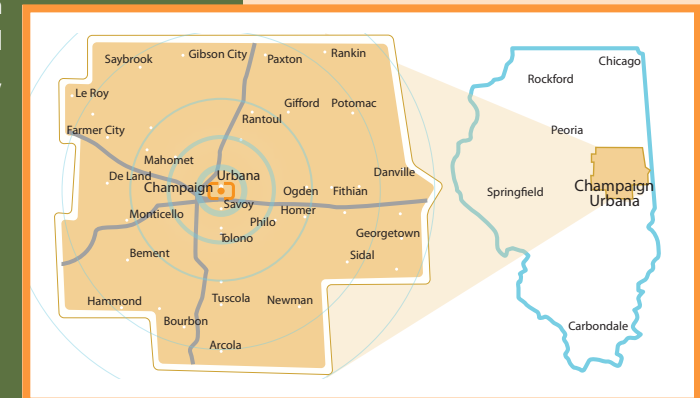 Saybrook
Gibson City
Paxton
Rankin
Le Roy
Gifford
Potomac
Rantoul
Farmer City
Mahomet
Danville
De Land
Urbana
Champaign
Ogden
Fithian
Savoy
Homer
Monticello
Philo
Tolono
Georgetown
Bement
Sidal
Hammond
Tuscola
Newman
Bourbon
Arcola
Chicago
Rockford
Peoria
Springfield
Champaign
Urbana
Carbondale